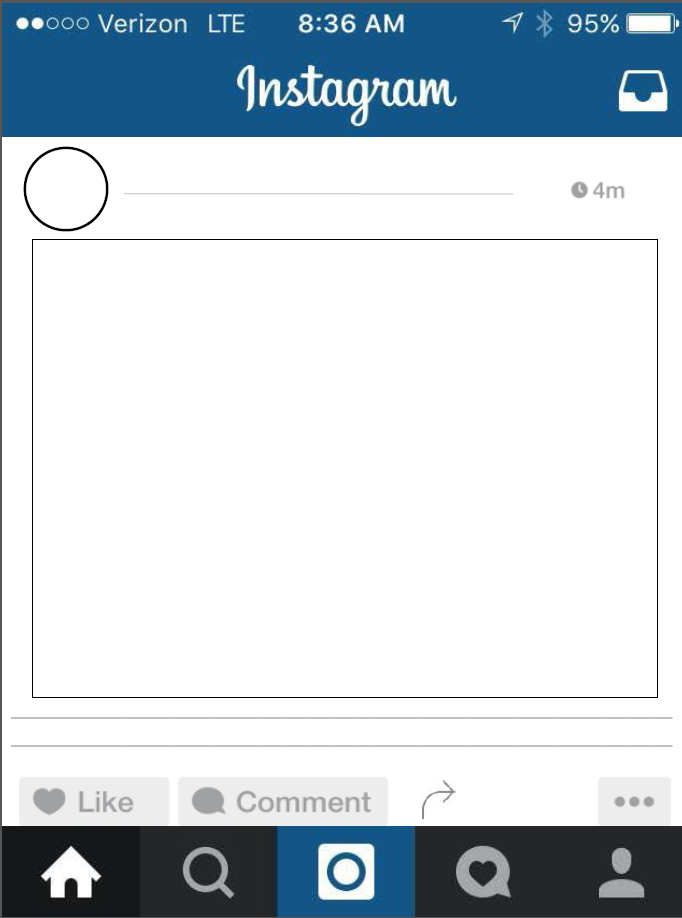 Verizon LTE 8:36 AM 95%
Instagram
4m
Like Comment